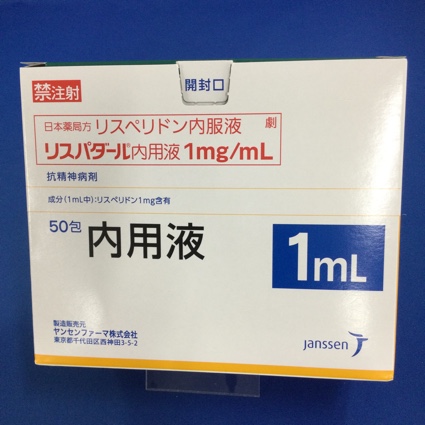 開封口
禁注射
日本薬局方 リスペリドン内服液 劇
リスパダール®内用液 1mg/mL
抗精神病剤
成分(1mL中):リスペリドン1mg含有
50包 内用液
1mL
製造販売元
ヤンセンファーマ株式会社
東京都千代田区西神田3-5-2
janssen